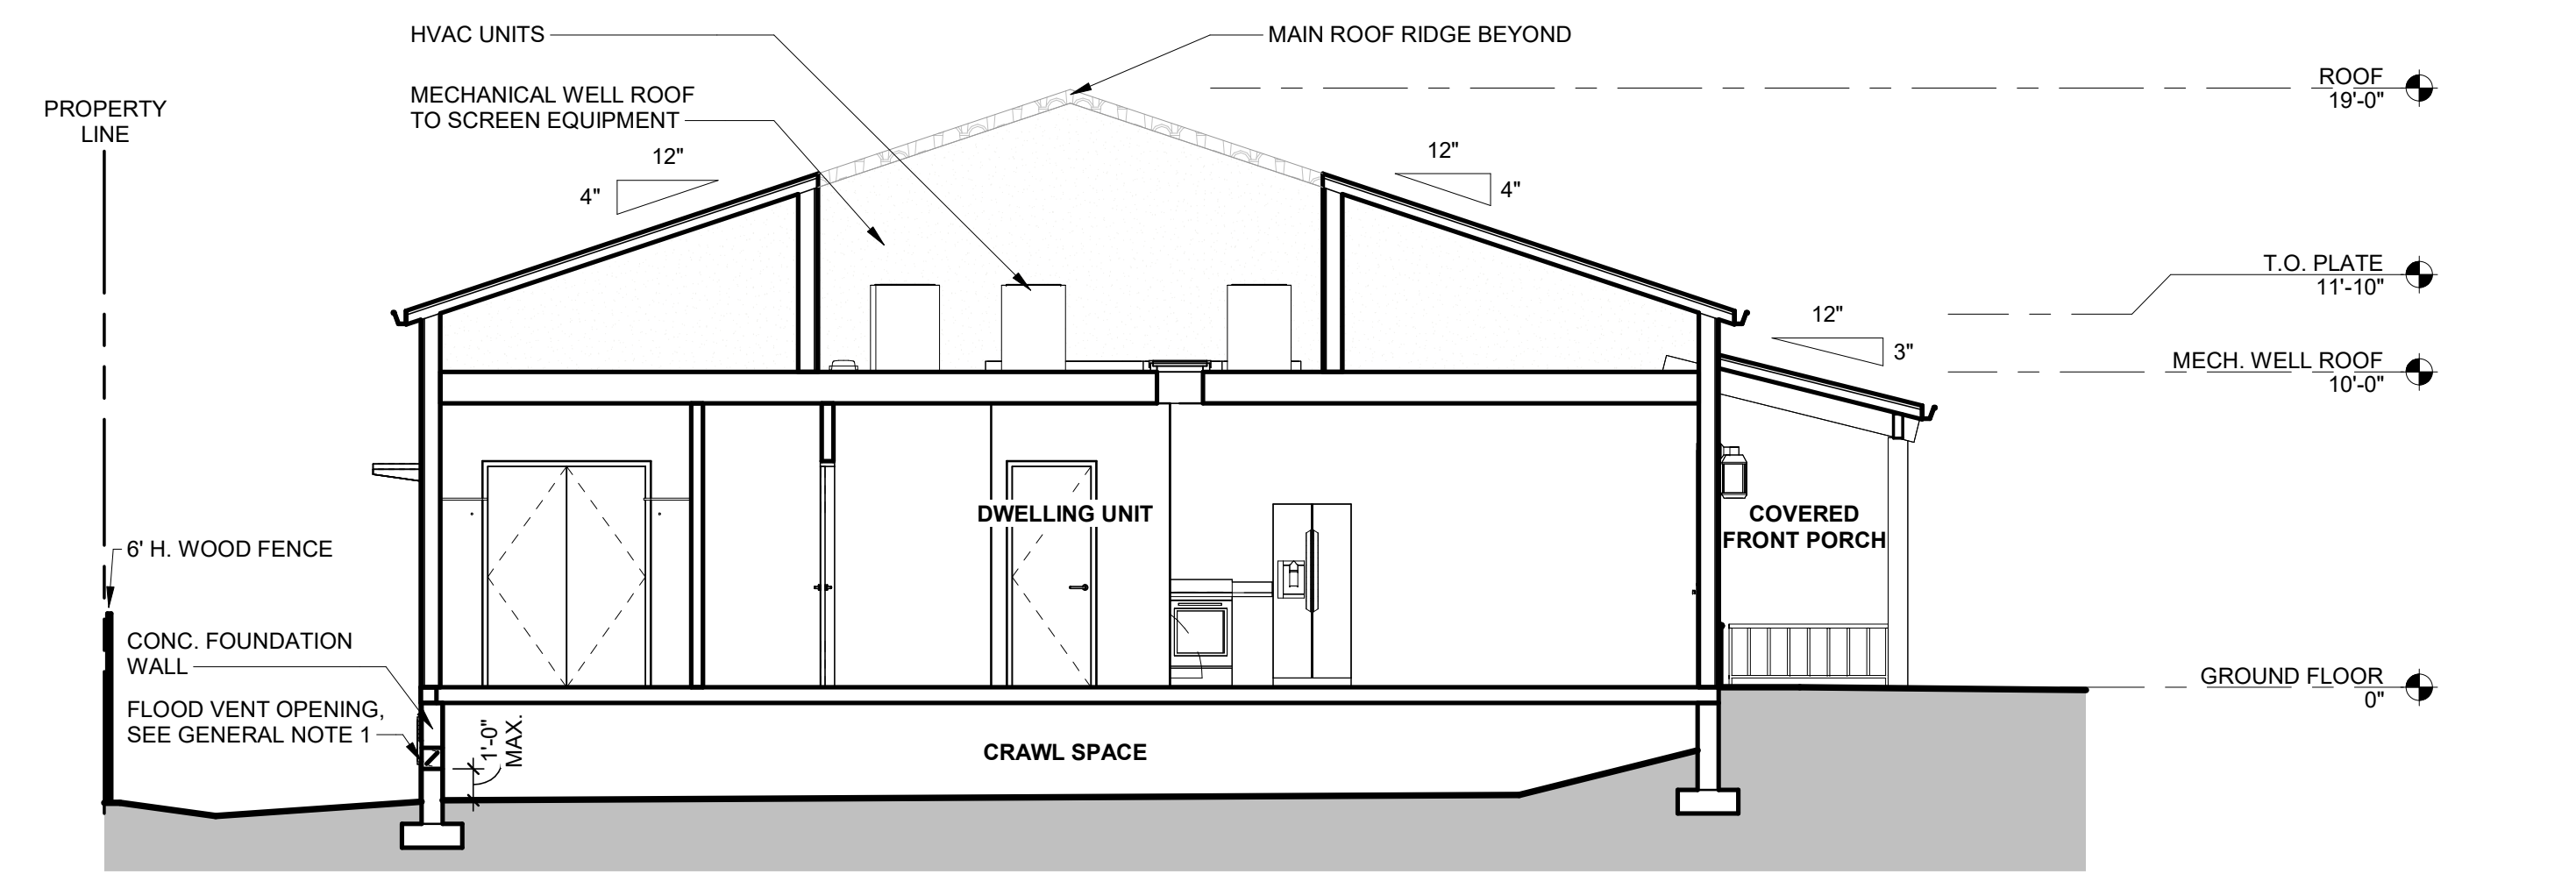 HVAC UNITS
MAIN ROOF RIDGE BEYOND
ROOF
19'-0"
MECHANICAL WELL ROOF
TO SCREEN EQUIPMENT
PROPERTY
LINE
12"
4"
12"
4"
T.O. PLATE
11'-10"
12"
3"
MECH. WELL ROOF
10'-0"
DWELLING UNIT
COVERED
FRONT PORCH
6' H. WOOD FENCE
CONC. FOUNDATION
WALL
GROUND FLOOR
0"
FLOOD VENT OPENING,
SEE GENERAL NOTE 1
1'-0"
MAX.
CRAWL SPACE